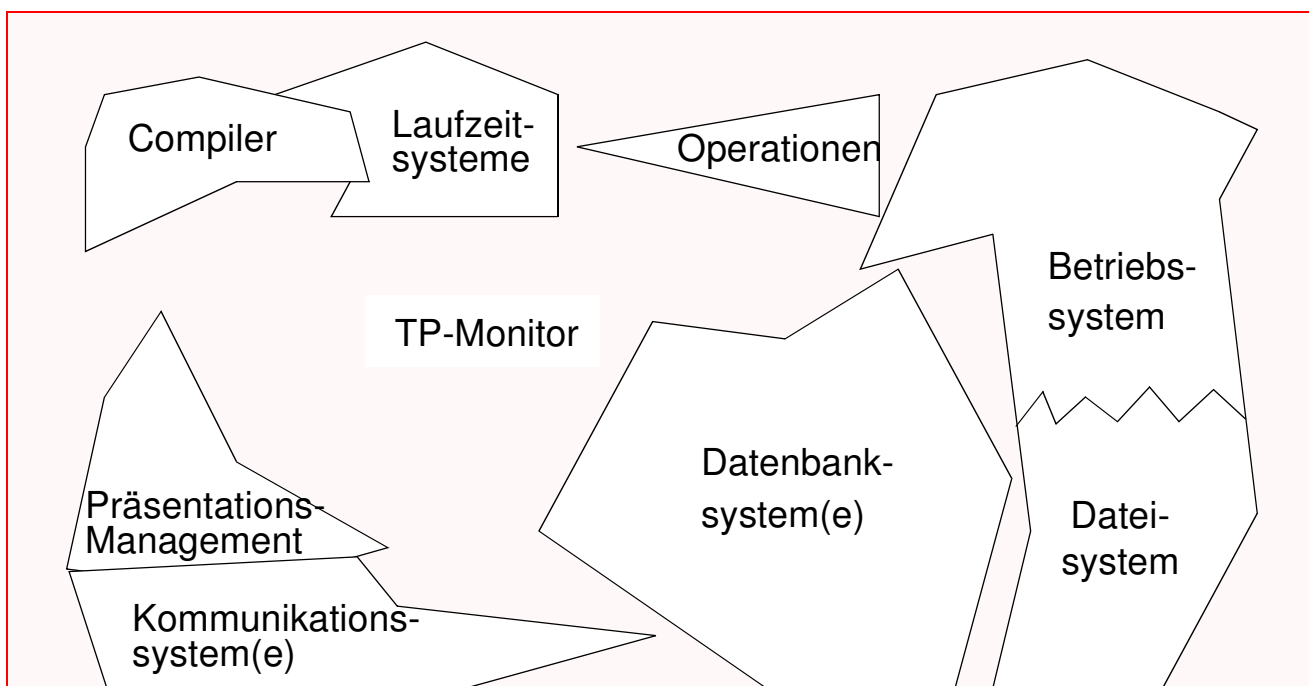 Compiler
Laufzeit-
systeme
Operationen
Betriebs-
system
TP-Monitor
Datenbank-
system(e)
Präsentations-
Management
Datei-
system
Kommunikations-
system(e)